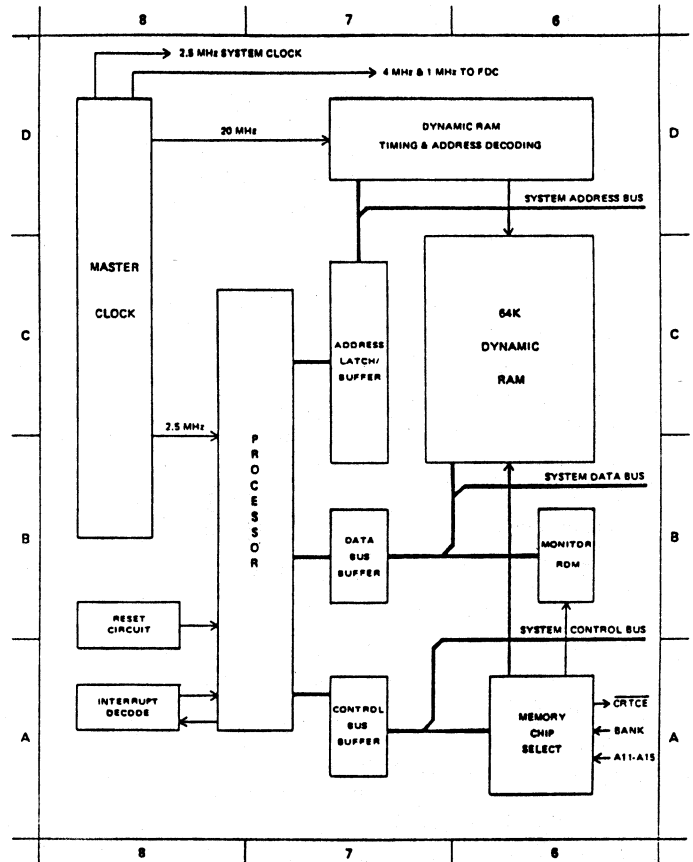 8 7 6
2.5 MHz SYSTEM CLOCK
4 MHz & 1 MHz TO FDC
D D
20 MHz
DYNAMIC RAM
TIMING & ADDRESS DECODING
SYSTEM ADDRESS BUS
MASTER
CLOCK
C C
ADDRESS
LATCH/
BUFFER
64K
DYNAMIC
RAM
2.5 MHz
PROCESSOR
SYSTEM DATA BUS
B B
DATA
BUS
BUFFER
MONITOR
ROM
RESET
CIRCUIT
SYSTEM CONTROL BUS
INTERRUPT
DECODE
CONTROL
BUS
BUFFER
MEMORY
CHIP
SELECT
CRTCE
BANK
A11-A15
A A
8 7 6